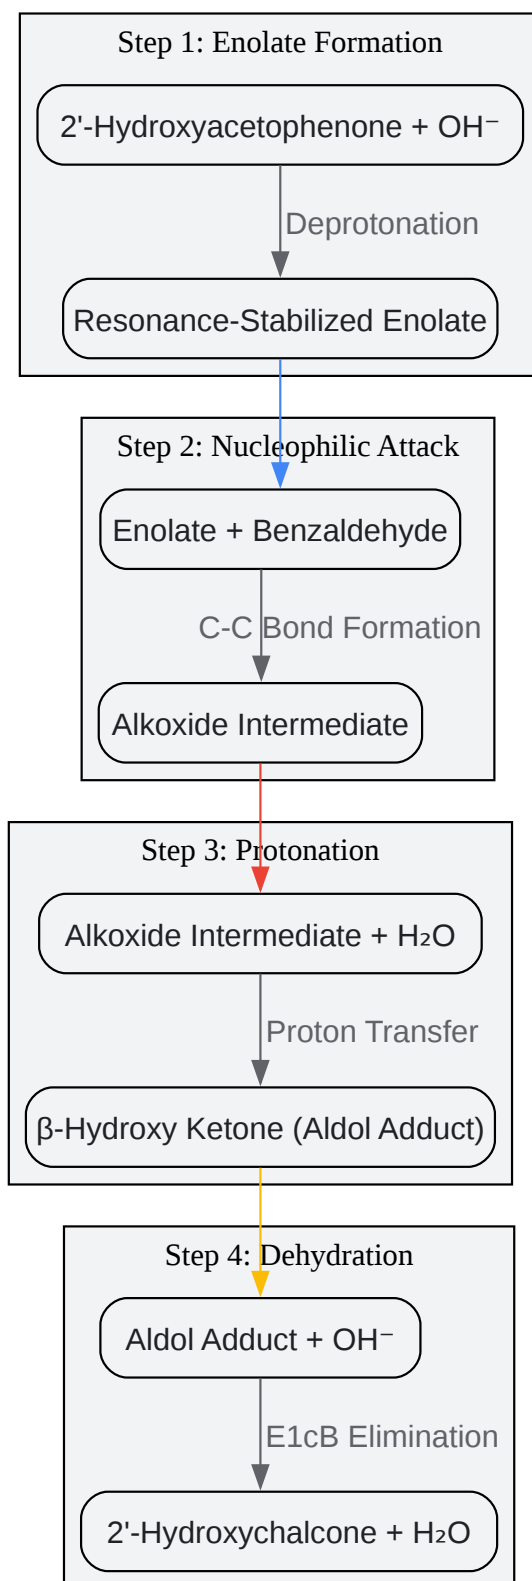 Step 1: Enolate Formation
2'-Hydroxyacetophenone + OH⁻
Deprotonation
Resonance-Stabilized Enolate
Step 2: Nucleophilic Attack
Enolate + Benzaldehyde
C-C Bond Formation
Alkoxide Intermediate
Step 3: Protonation
Alkoxide Intermediate + H₂O
Proton Transfer
β-Hydroxy Ketone (Aldol Adduct)
Step 4: Dehydration
Aldol Adduct + OH⁻
E1cB Elimination
2'-Hydroxychalcone + H₂O